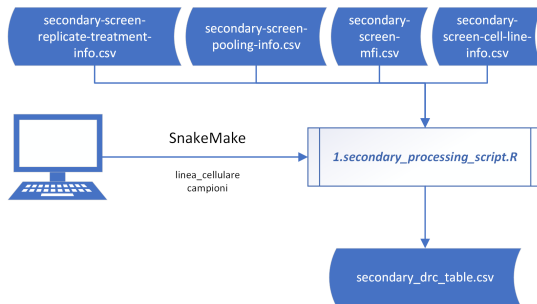 secondary-screen-
replicate-treatment-
info.csv
secondary-screen-
pooling-info.csv
secondary-
screen-
mfi.csv
secondary-
screen-cell-line-
info.csv
SnakeMake
linea_cellulare
campioni
1.secondary_processing_script.R
secondary_drc_table.csv